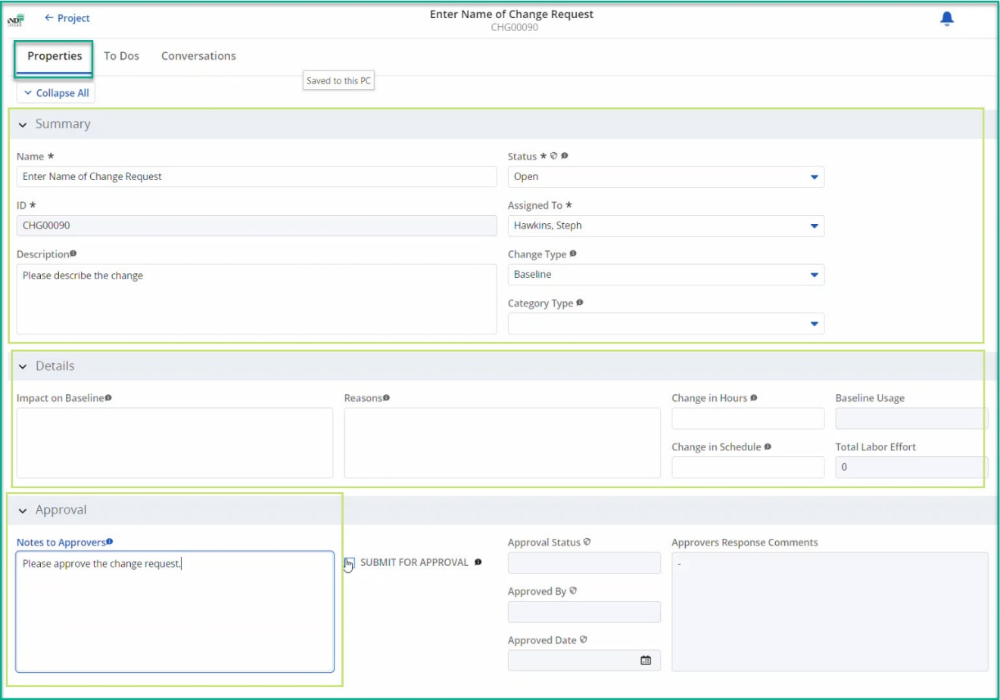 ← Project
Enter Name of Change Request
CHG00090
Properties
To Dos
Conversations
Saved to this PC
Collapse All
Summary
Name *
Enter Name of Change Request
Status *
Open
ID *
CHG00090
Assigned To *
Hawkins, Steph
Description
Please describe the change
Change Type
Baseline
Category Type
Details
Impact on Baseline
Reasons
Change in Hours
Baseline Usage
Change in Schedule
Total Labor Effort
0
Approval
Notes to Approvers
Please approve the change request.
SUBMIT FOR APPROVAL
Approval Status
Approved By
Approved Date
Approvers Response Comments
-